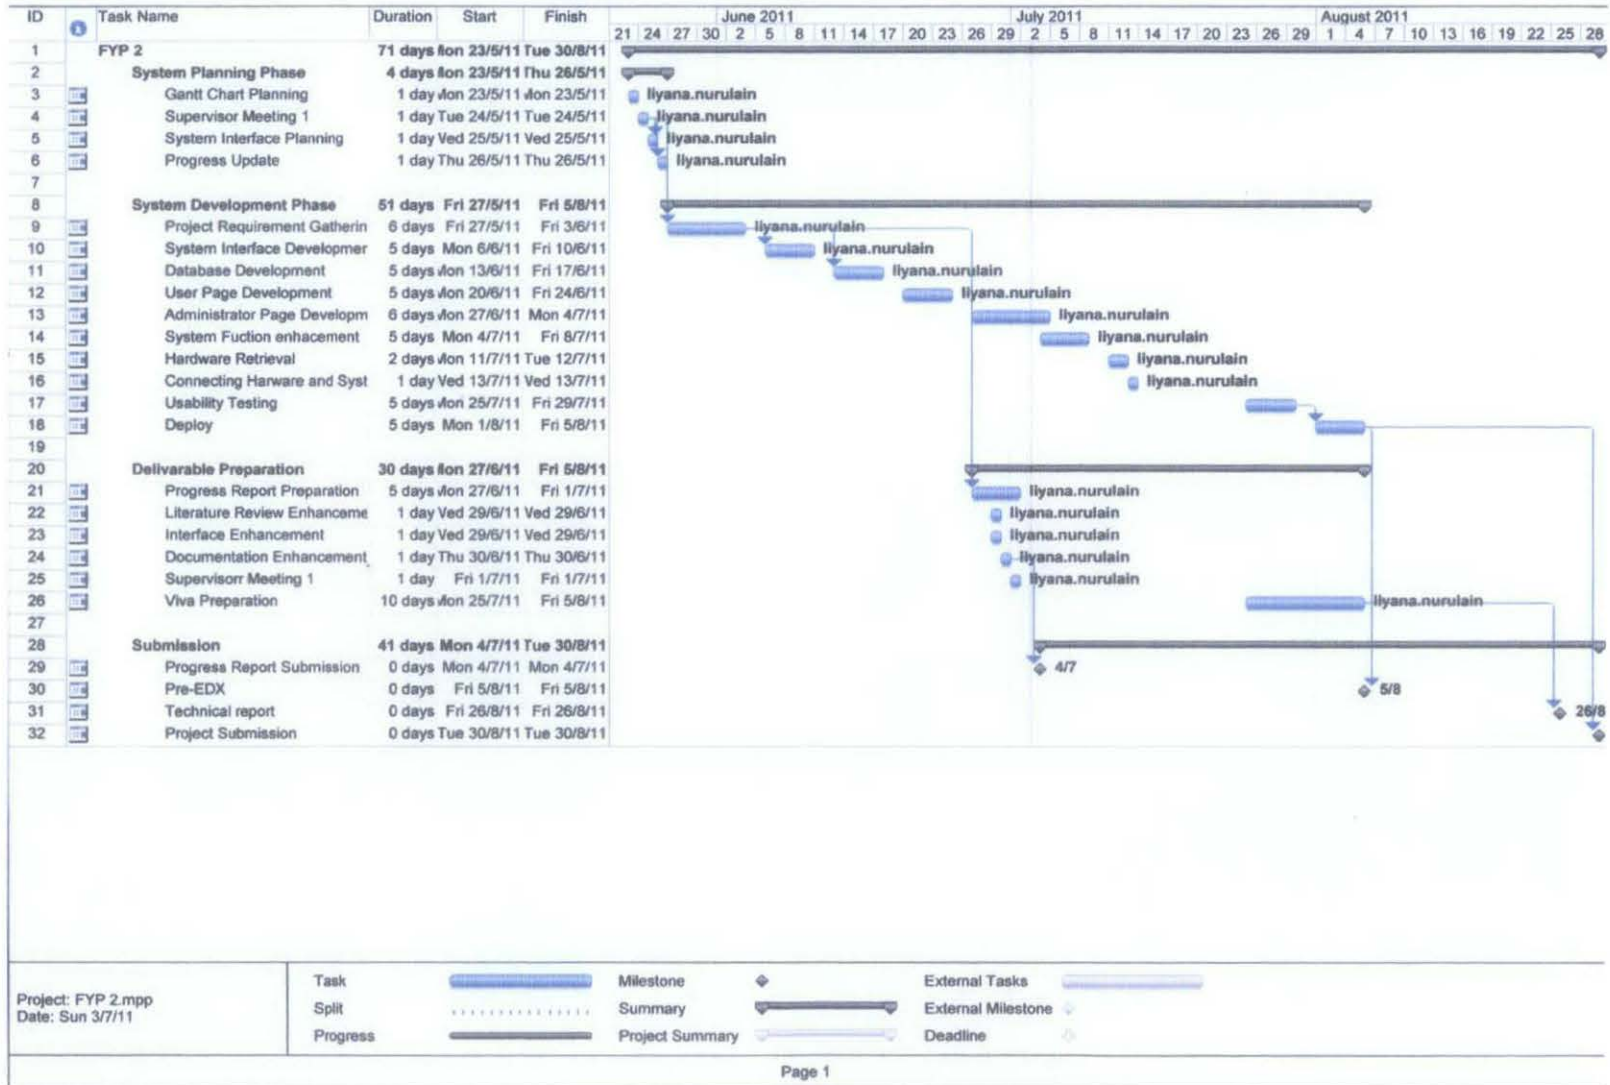 June 2011 July 2011 August 2011
ID Task Name Duration Start Finish 21 24 27 30 2 5 8 11 14 17 20 23 26 29 2 5 8 11 14 17 20 23 26 29 1 4 7 10 13 16 19 22 25 28
1 FYP 2 71 days Mon 23/5/11 Tue 30/8/11
2 System Planning Phase 4 days Mon 23/5/11 Thu 26/5/11
3 Gantt Chart Planning 1 day Mon 23/5/11 Mon 23/5/11 liyana.nurulain
4 Supervisor Meeting 1 1 day Tue 24/5/11 Tue 24/5/11 liyana.nurulain
5 System Interface Planning 1 day Wed 25/5/11 Wed 25/5/11 liyana.nurulain
6 Progress Update 1 day Thu 26/5/11 Thu 26/5/11 liyana.nurulain
7
8 System Development Phase 51 days Fri 27/5/11 Fri 5/8/11
9 Project Requirement Gatherin 6 days Fri 27/5/11 Fri 3/6/11 liyana.nurulain
10 System Interface Developmer 5 days Mon 6/6/11 Fri 10/6/11 liyana.nurulain
11 Database Development 5 days Mon 13/6/11 Fri 17/6/11 liyana.nurulain
12 User Page Development 5 days Mon 20/6/11 Fri 24/6/11 liyana.nurulain
13 Administrator Page Developm 6 days Mon 27/6/11 Mon 4/7/11 liyana.nurulain
14 System Fuction enhacement 5 days Mon 4/7/11 Fri 8/7/11 liyana.nurulain
15 Hardware Retrieval 2 days Mon 11/7/11 Tue 12/7/11 liyana.nurulain
16 Connecting Harware and Syst 1 day Wed 13/7/11 Wed 13/7/11 liyana.nurulain
17 Usability Testing 5 days Mon 25/7/11 Fri 29/7/11
18 Deploy 5 days Mon 1/8/11 Fri 5/8/11
19
20 Delivarable Preparation 30 days Mon 27/6/11 Fri 5/8/11
21 Progress Report Preparation 5 days Mon 27/6/11 Fri 1/7/11 liyana.nurulain
22 Literature Review Enhanceme 1 day Wed 29/6/11 Wed 29/6/11 liyana.nurulain
23 Interface Enhancement 1 day Wed 29/6/11 Wed 29/6/11 liyana.nurulain
24 Documentation Enhancement 1 day Thu 30/6/11 Thu 30/6/11 liyana.nurulain
25 Supervisorr Meeting 1 1 day Fri 1/7/11 Fri 1/7/11 liyana.nurulain
26 Viva Preparation 10 days Mon 25/7/11 Fri 5/8/11 liyana.nurulain
27
28 Submission 41 days Mon 4/7/11 Tue 30/8/11
29 Progress Report Submission 0 days Mon 4/7/11 Mon 4/7/11 4/7
30 Pre-EDX 0 days Fri 5/8/11 Fri 5/8/11 5/8
31 Technical report 0 days Fri 26/8/11 Fri 26/8/11 26/8
32 Project Submission 0 days Tue 30/8/11 Tue 30/8/11
Project: FYP 2.mpp
Date: Sun 3/7/11
Task Milestone External Tasks
Split Summary External Milestone
Progress Project Summary Deadline
Page 1